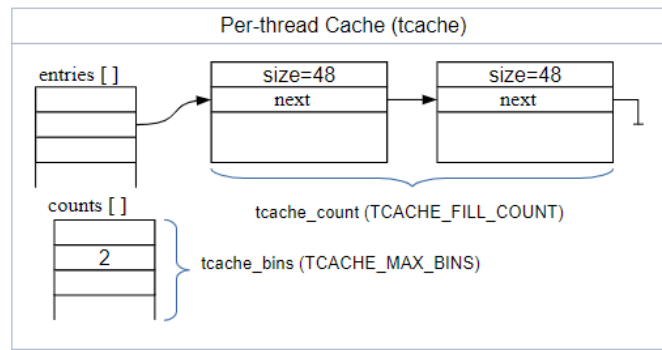 Per-thread Cache (tcache)
entries [ ]
size=48
size=48
next
next
counts [ ]
tcache_count (TCACHE_FILL_COUNT)
2
tcache_bins (TCACHE_MAX_BINS)